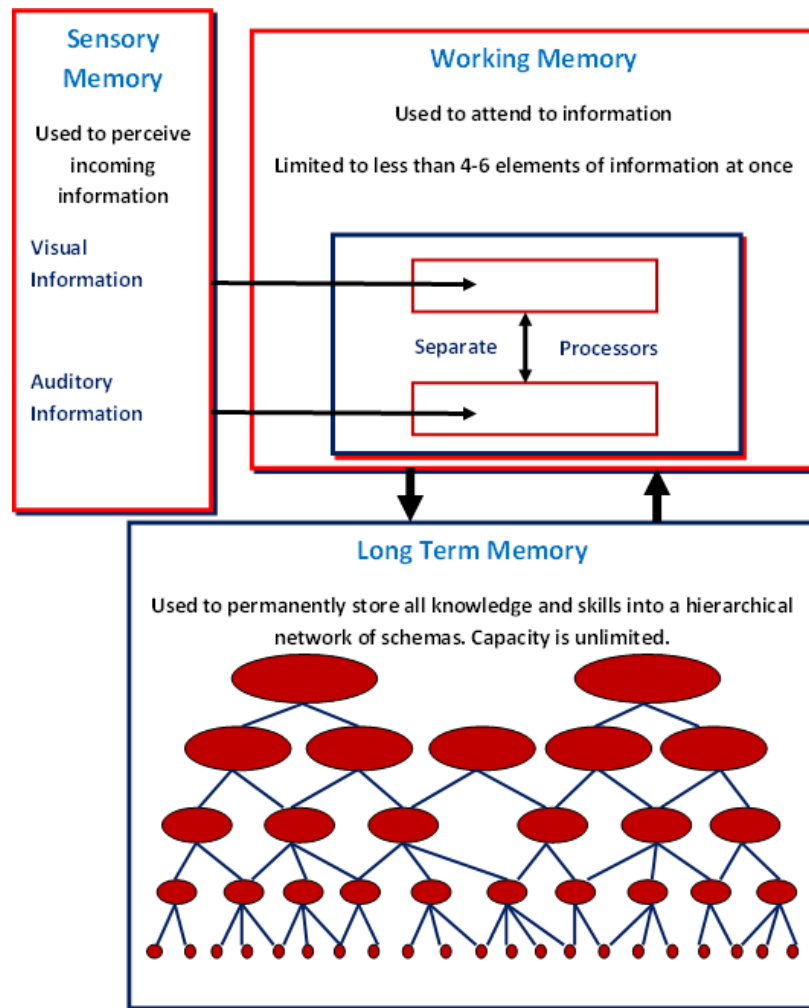 Sensory
Memory
Used to perceive
incoming
information
Visual
Information
Auditory
Information
Working Memory
Used to attend to information
Limited to less than 4-6 elements of information at once
Separate Processors
Long Term Memory
Used to permanently store all knowledge and skills into a hierarchical
network of schemas. Capacity is unlimited.